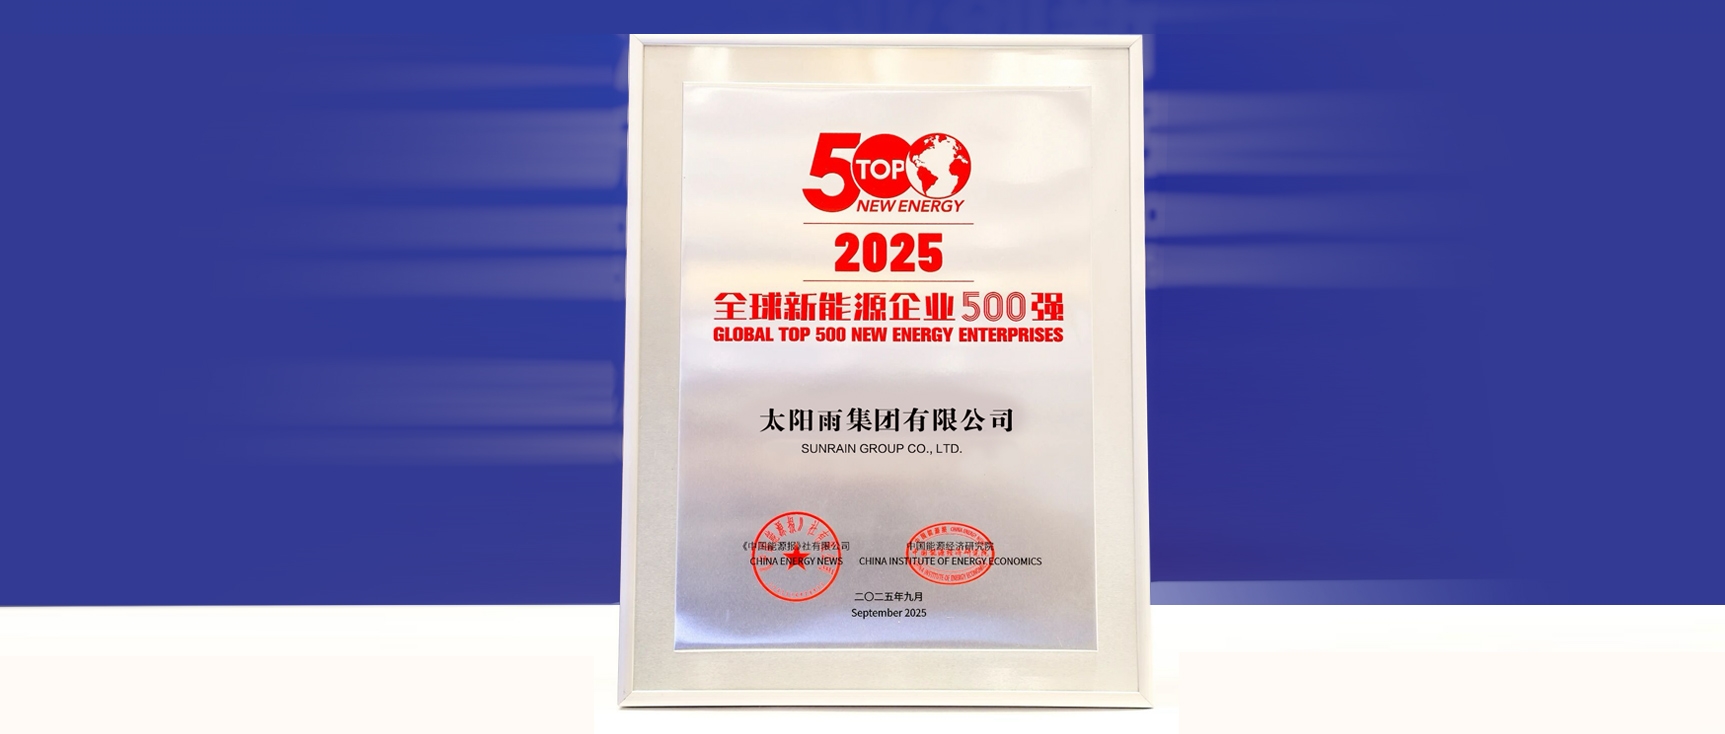 500
TOP
NEW ENERGY
2025
全球新能源企业500强
GLOBAL TOP 500 NEW ENERGY ENTERPRISES
太阳雨集团有限公司
SUNRAIN GROUP CO., LTD.
《中国能源报》社有限公司
CHINA ENERGY NEWS
中国能源经济研究院
CHINA INSTITUTE OF ENERGY ECONOMICS
二〇二五年九月
September 2025